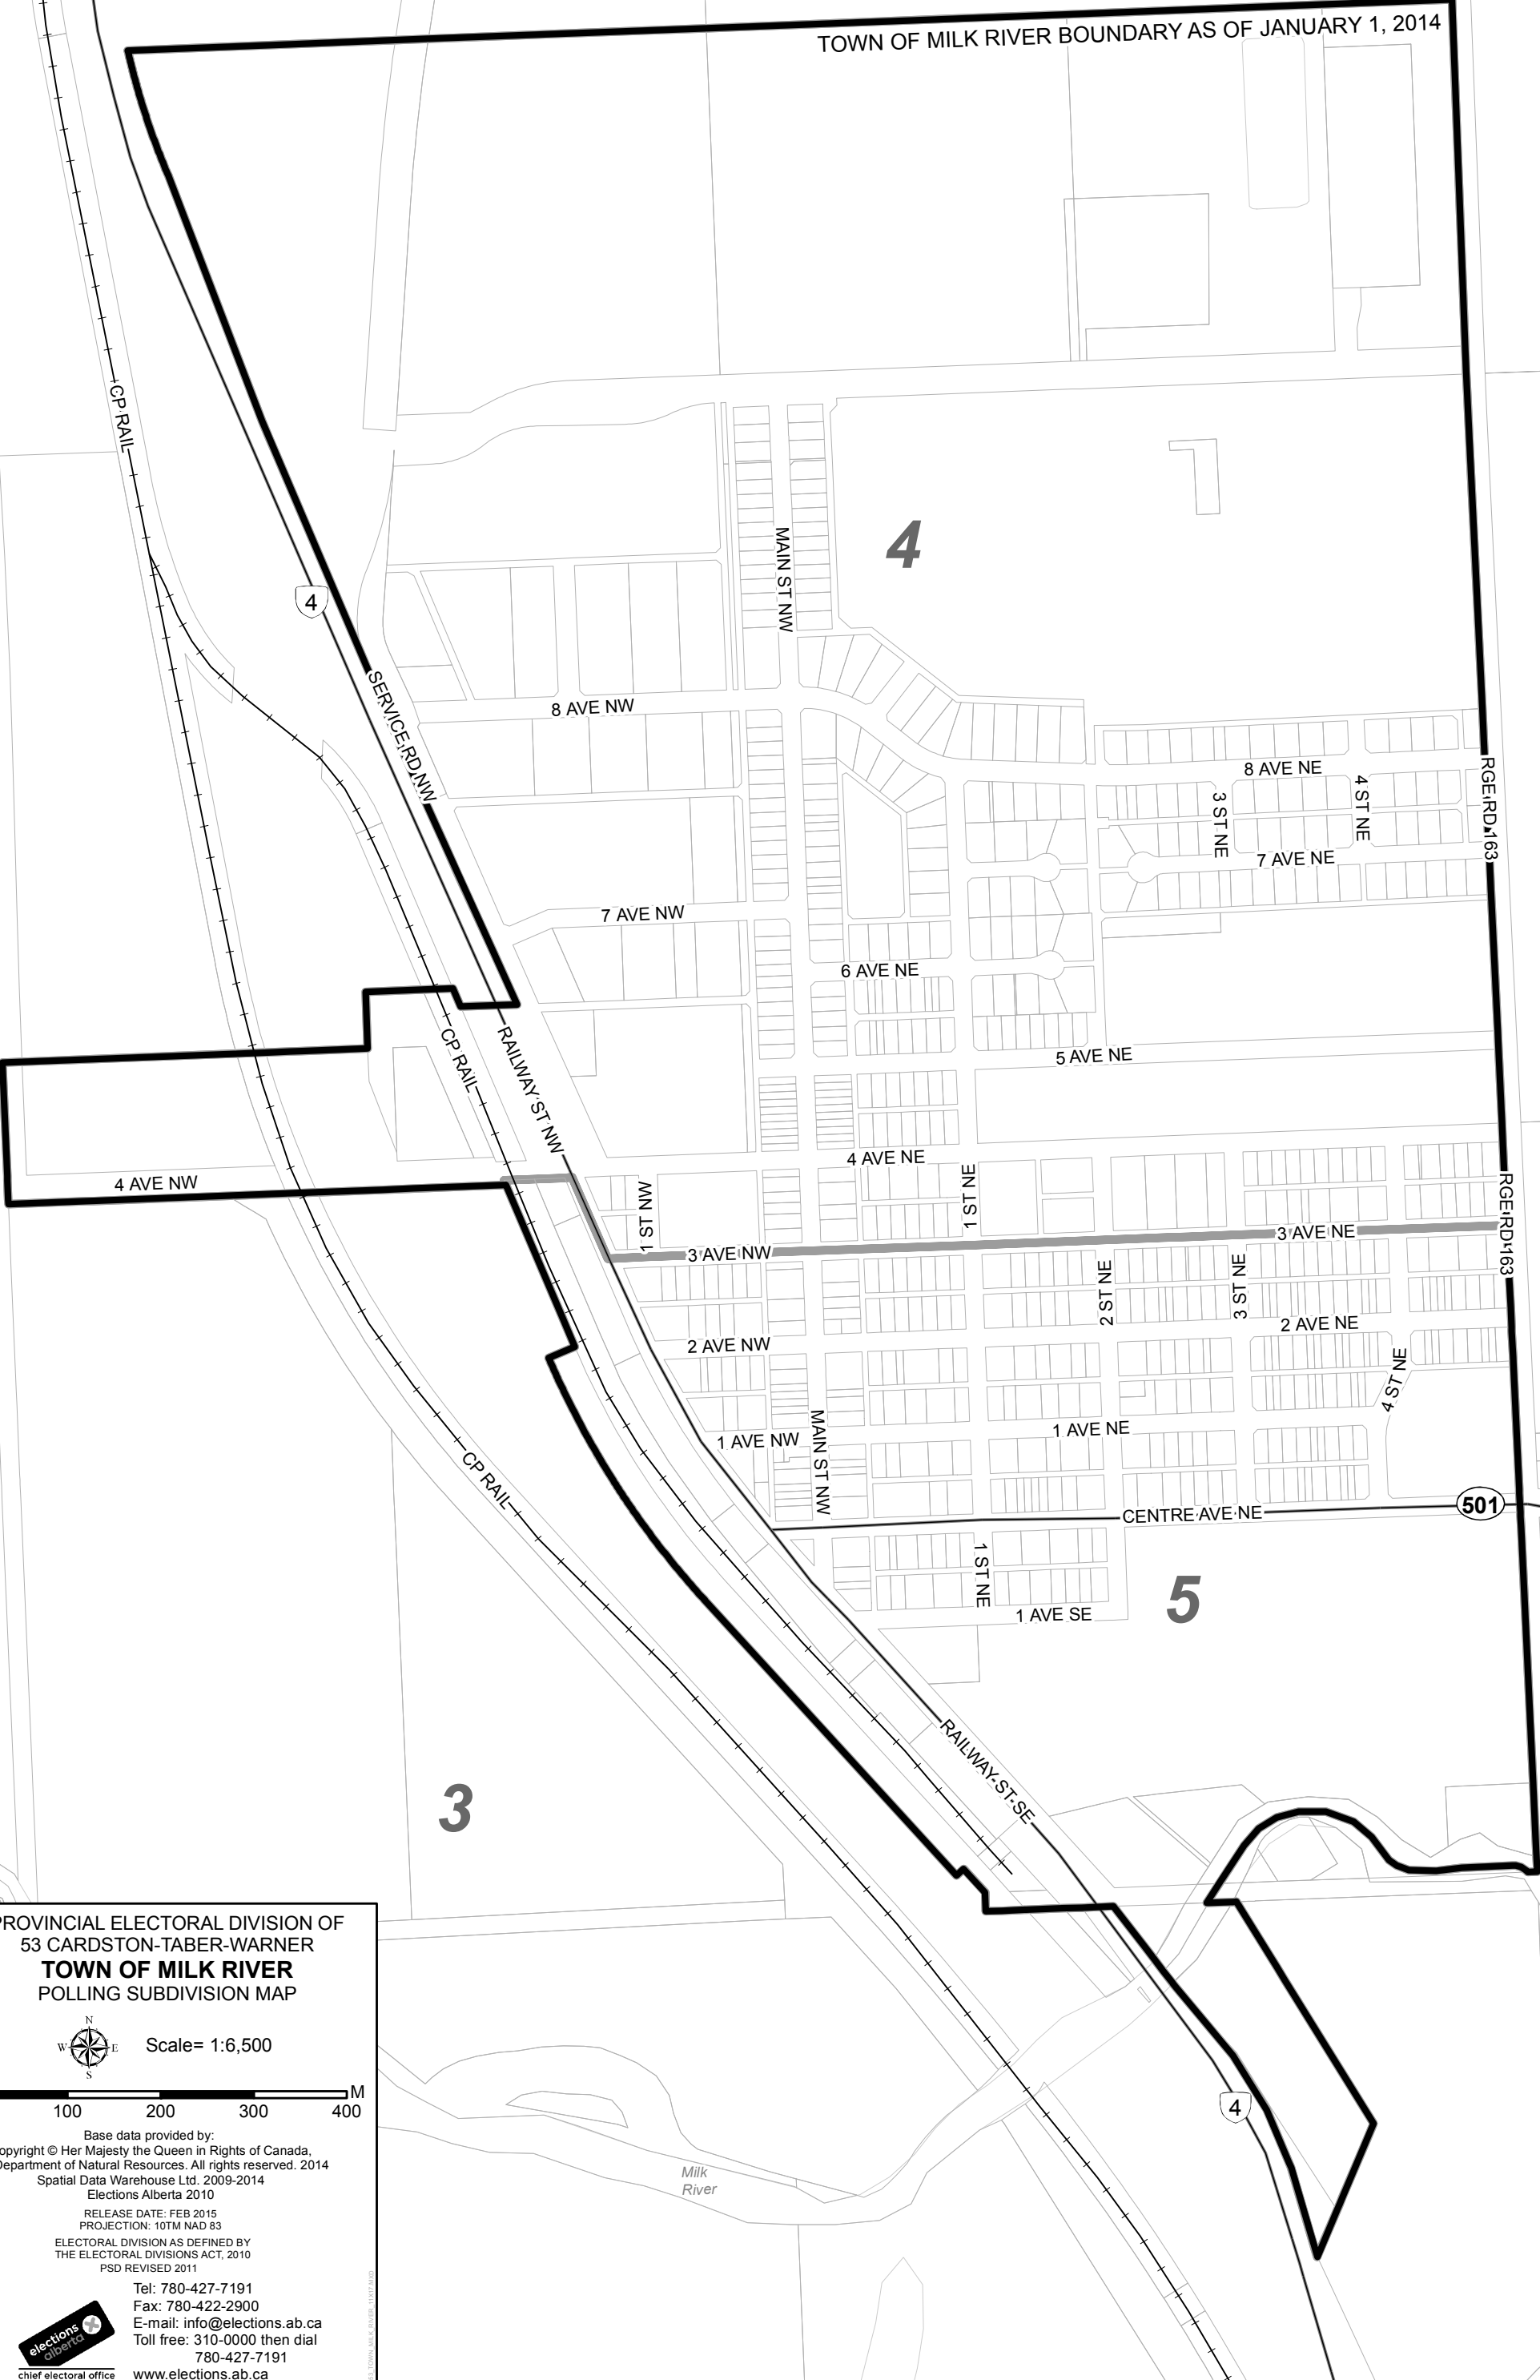 TOWN OF MILK RIVER BOUNDARY AS OF JANUARY 1, 2014
CP RAIL
4
MAIN ST NW
4
SERVICE RD NW
8 AVE NW
8 AVE NE
3 ST NE
4 ST NE
RGE RD 163
7 AVE NE
7 AVE NW
6 AVE NE
CP RAIL
RAILWAY ST NW
5 AVE NE
4 AVE NE
4 AVE NW
1 ST NW
1 ST NE
RGE RD 163
3 AVE NW
3 AVE NE
2 ST NE
3 ST NE
2 AVE NW
2 AVE NE
4 ST NE
MAIN ST NW
1 AVE NW
1 AVE NE
CP RAIL
CENTRE AVE NE
501
1 ST NE
5
1 AVE SE
RAILWAY ST SE
3
4
Milk
River
PROVINCIAL ELECTORAL DIVISION OF
53 CARDSTON-TABER-WARNER
TOWN OF MILK RIVER
POLLING SUBDIVISION MAP
N
W E
S
Scale= 1:6,500
M
100 200 300 400
Base data provided by:
opyright © Her Majesty the Queen in Rights of Canada,
Department of Natural Resources. All rights reserved. 2014
Spatial Data Warehouse Ltd. 2009-2014
Elections Alberta 2010
RELEASE DATE: FEB 2015
PROJECTION: 10TM NAD 83
ELECTORAL DIVISION AS DEFINED BY
THE ELECTORAL DIVISIONS ACT, 2010
PSD REVISED 2011
Tel: 780-427-7191
Fax: 780-422-2900
E-mail: info@elections.ab.ca
Toll free: 310-0000 then dial
780-427-7191
www.elections.ab.ca
elections
alberta
chief electoral office